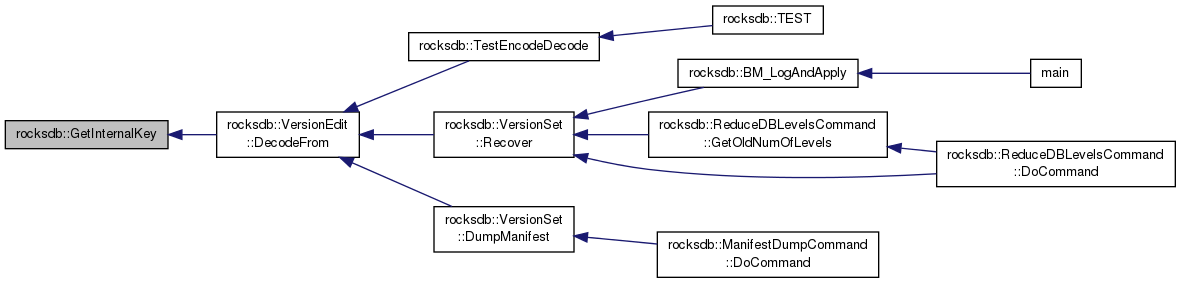 rocksdb::TEST
rocksdb::TestEncodeDecode
rocksdb::BM_LogAndApply
main
rocksdb::GetInternalKey
rocksdb::VersionEdit
::DecodeFrom
rocksdb::VersionSet
::Recover
rocksdb::ReduceDBLevelsCommand
::GetOldNumOfLevels
rocksdb::ReduceDBLevelsCommand
::DoCommand
rocksdb::VersionSet
::DumpManifest
rocksdb::ManifestDumpCommand
::DoCommand